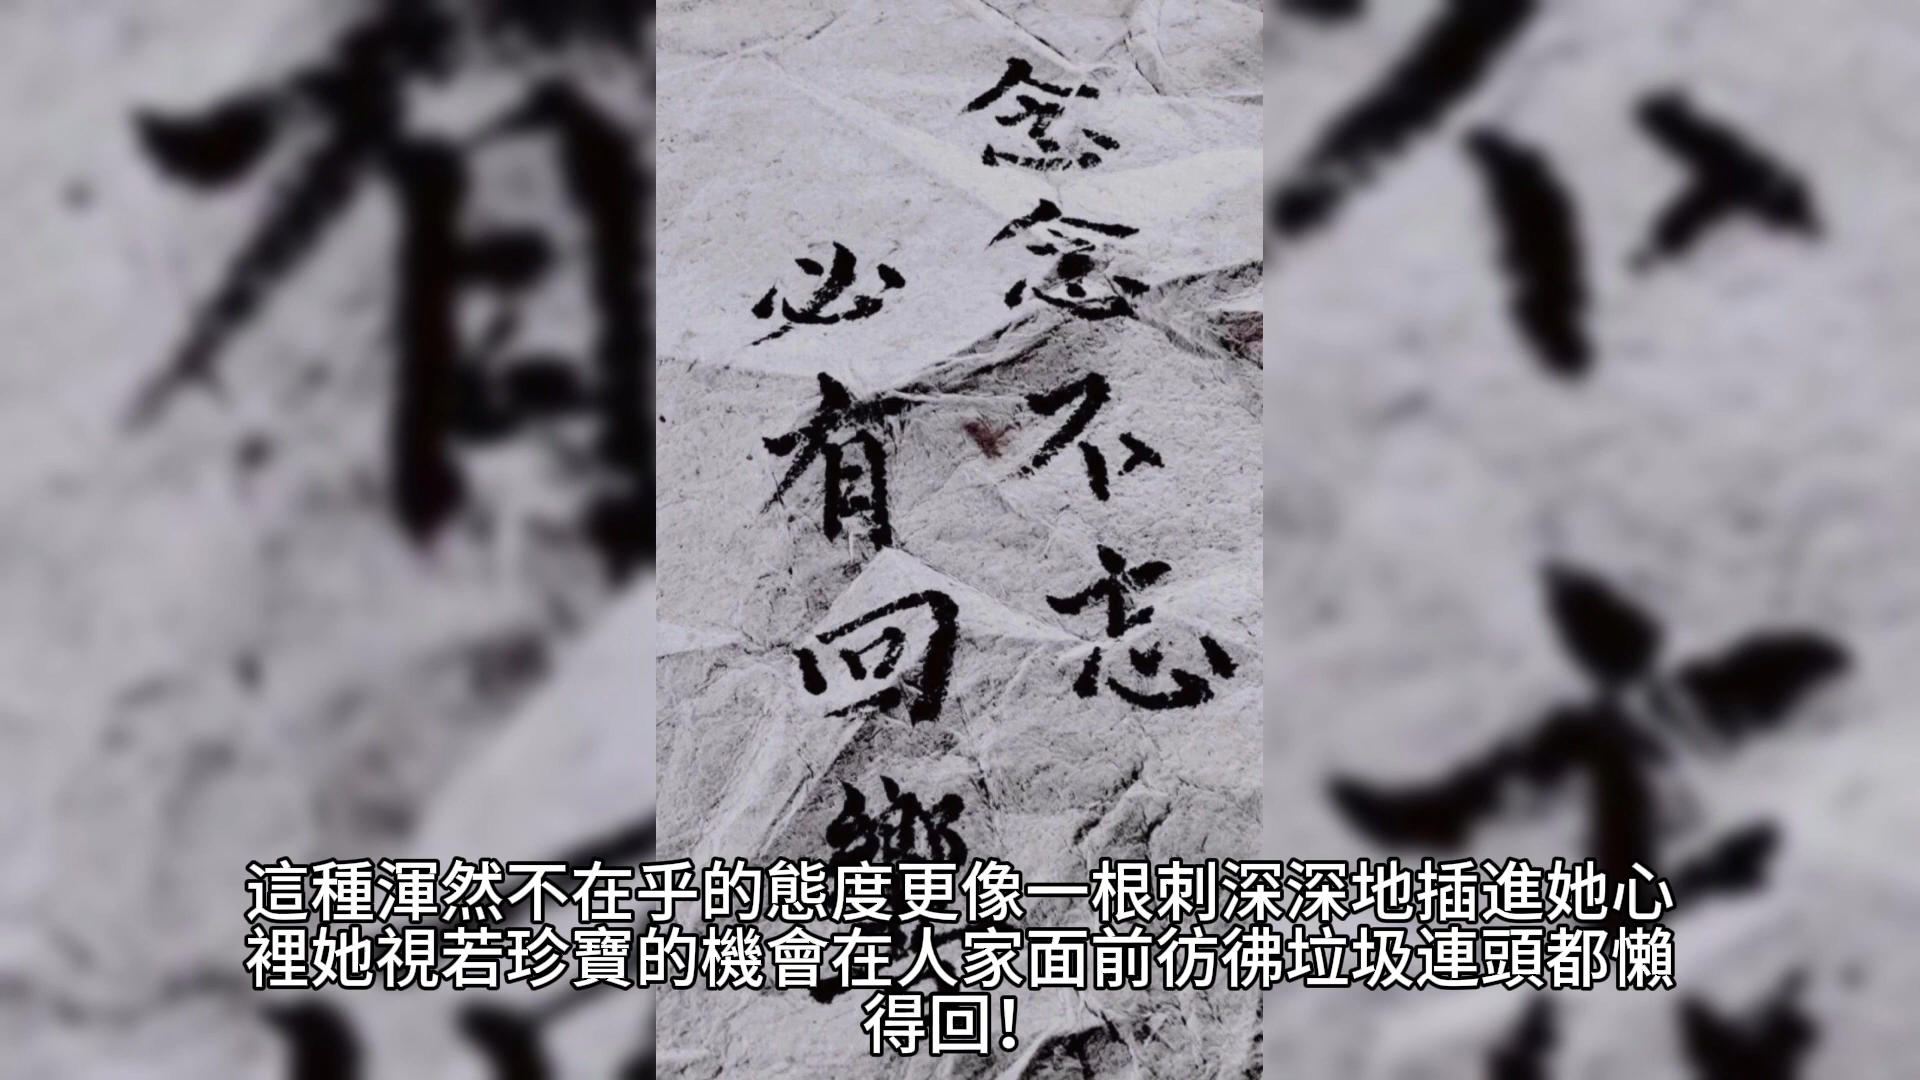 念念不忘
必有回響
這種渾然不在乎的態度更像一根刺深深地插進她心
裡她視若珍寶的機會在人家面前彷彿垃圾連頭都懶
得回！